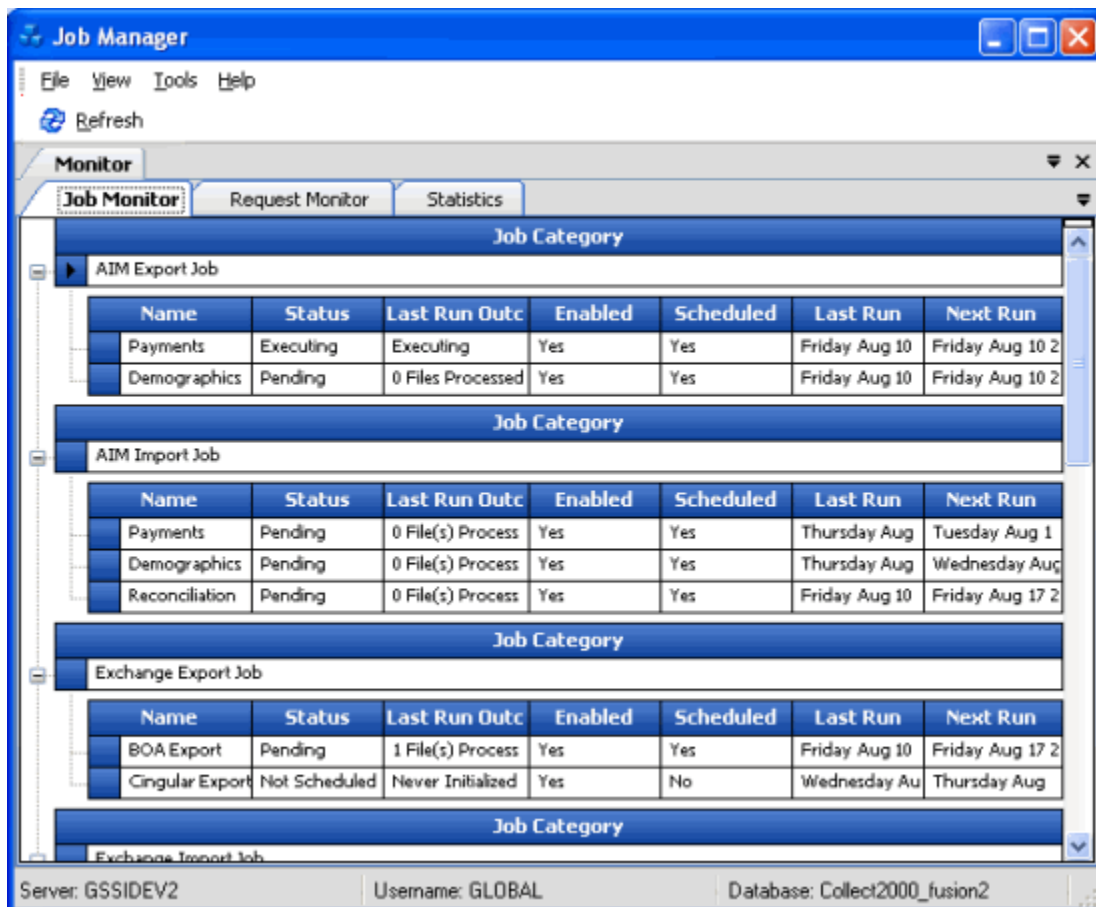 Job Manager
File View Tools Help
Refresh
Monitor
Job Monitor Request Monitor Statistics
Job Category
AIM Export Job
Name Status Last Run Outc Enabled Scheduled Last Run Next Run
Payments Executing Executing Yes Yes Friday Aug 10 Friday Aug 10 2
Demographics Pending 0 Files Processed Yes Yes Friday Aug 10 Friday Aug 10 2
Job Category
AIM Import Job
Name Status Last Run Outc Enabled Scheduled Last Run Next Run
Payments Pending 0 File(s) Process Yes Yes Thursday Aug Tuesday Aug 1
Demographics Pending 0 File(s) Process Yes Yes Thursday Aug Wednesday Aug
Reconciliation Pending 0 File(s) Process Yes Yes Friday Aug 10 Friday Aug 17 2
Job Category
Exchange Export Job
Name Status Last Run Outc Enabled Scheduled Last Run Next Run
BOA Export Pending 1 File(s) Process Yes Yes Friday Aug 10 Friday Aug 17 2
Cingular Export Not Scheduled Never Initialized Yes No Wednesday Au Thursday Aug
Job Category
Exchange Import Job
Server: GSSIDEV2 Username: GLOBAL Database: Collect2000_fusion2